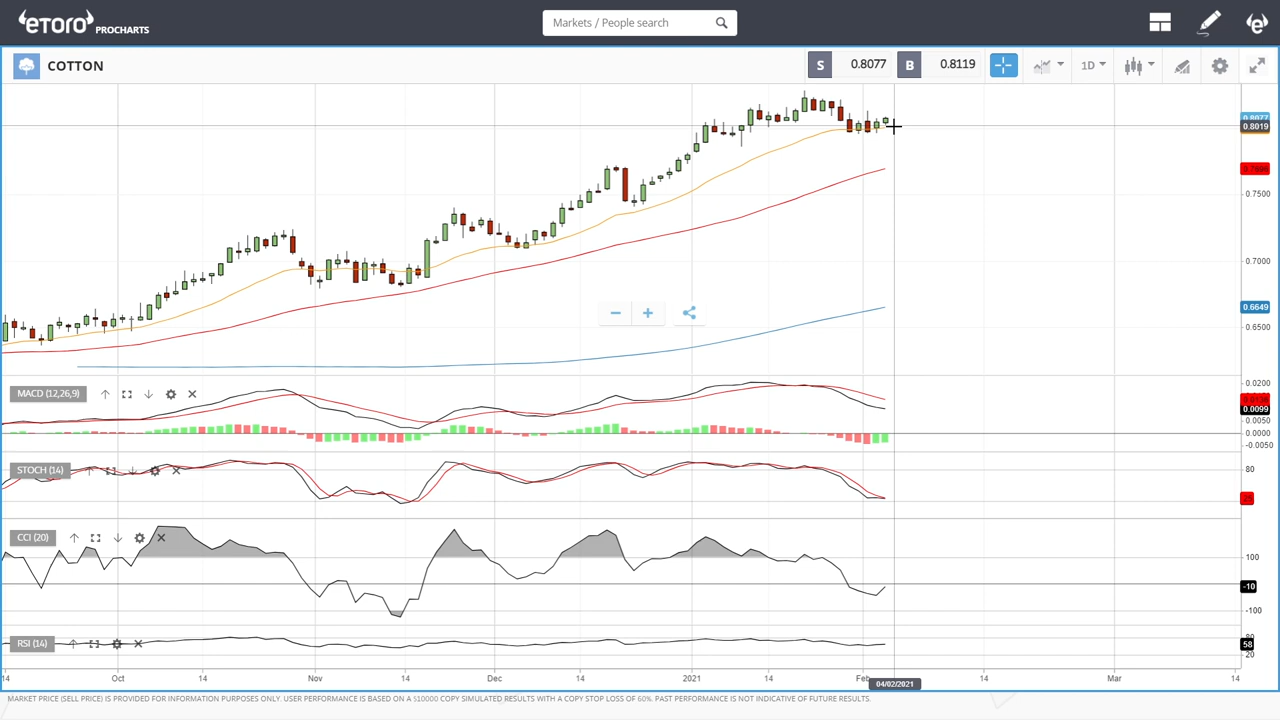 eTORO PROCHARTS
Markets / People search
COTTON
S 0.8077 B 0.8119
1D
0.8077
0.8019
0.7500
0.7000
0.6649
0.6500
MACD (12,26,9)
0.0200
0.0099
0.0050
0.0000
-0.0050
STOCH (14)
80
25
CCI (20)
100
-10
-100
RSI (14)
80
58
20
14 Oct 14 Nov 14 Dec 14 2021 14 Feb 14 Mar 14
04/02/2021
MARKET PRICE (SELL PRICE) IS PROVIDED FOR INFORMATION PURPOSES ONLY. USER PERFORMANCE IS BASED ON A $10000 COPY SIMULATED RESULTS WITH A COPY STOP LOSS OF 60%. PAST PERFORMANCE IS NOT INDICATIVE OF FUTURE RESULTS.